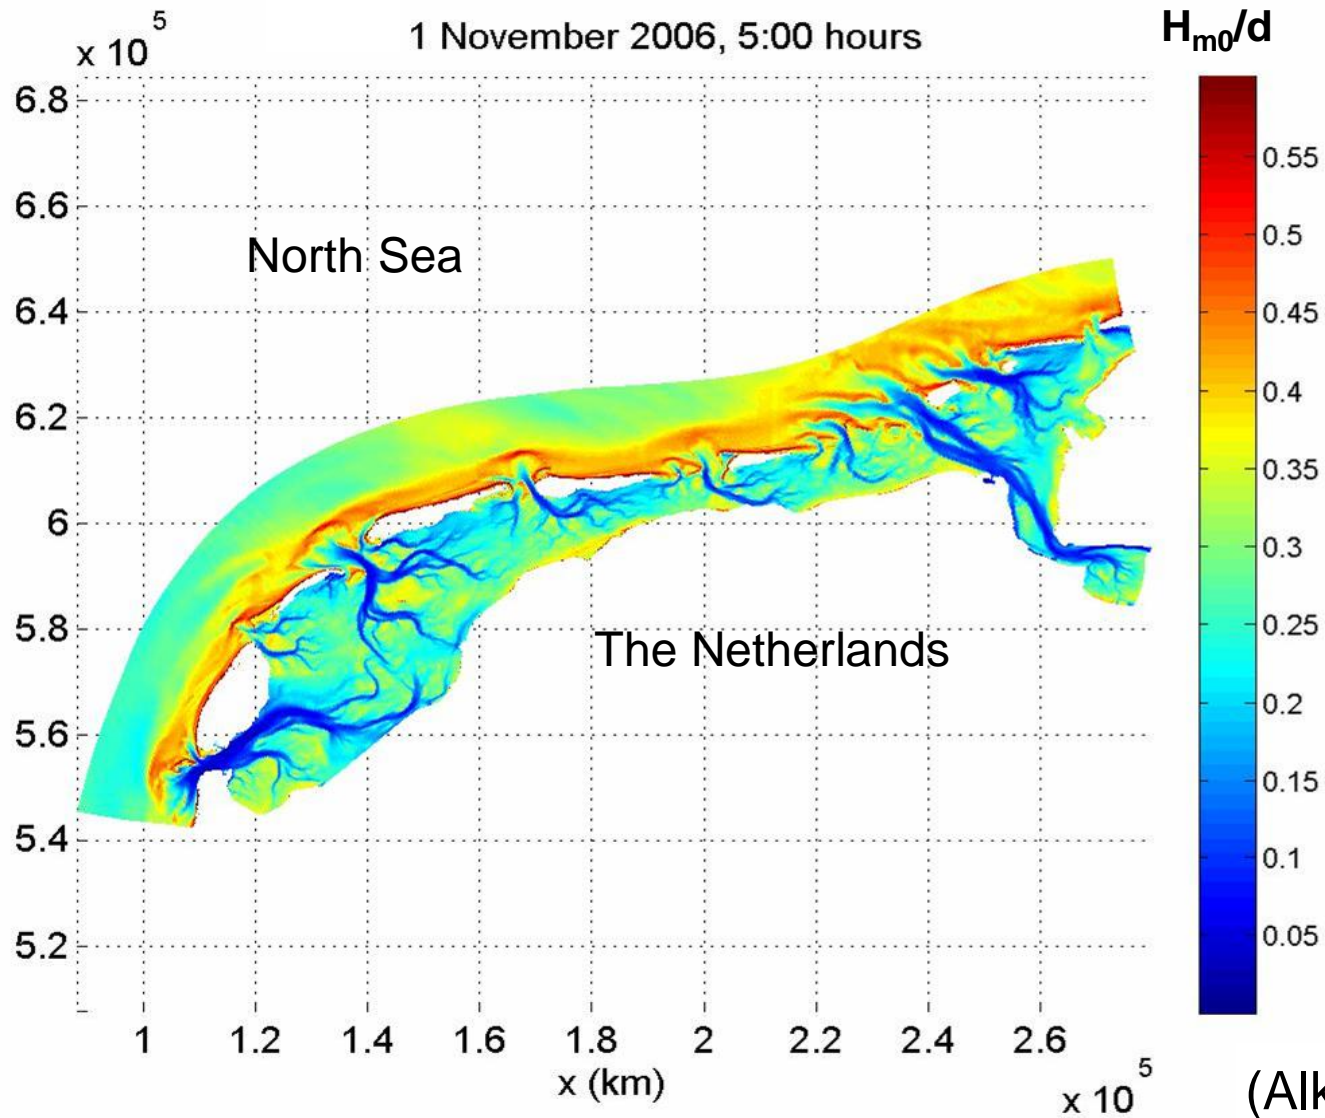 x 10 5
1 November 2006, 5:00 hours
Hm0/d
6.8
6.6
6.4
6.2
6
5.8
5.6
5.4
5.2
North Sea
The Netherlands
0.55
0.5
0.45
0.4
0.35
0.3
0.25
0.2
0.15
0.1
0.05
1 1.2 1.4 1.6 1.8 2 2.2 2.4 2.6
x (km)
x 10 5
(Alk